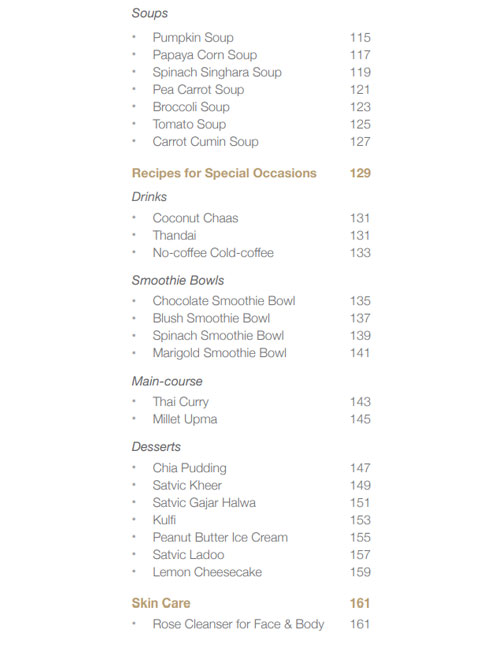 Soups
• Pumpkin Soup 115
• Papaya Corn Soup 117
• Spinach Singhara Soup 119
• Pea Carrot Soup 121
• Broccoli Soup 123
• Tomato Soup 125
• Carrot Cumin Soup 127
Recipes for Special Occasions 129
Drinks
• Coconut Chaas 131
• Thandai 131
• No-coffee Cold-coffee 133
Smoothie Bowls
• Chocolate Smoothie Bowl 135
• Blush Smoothie Bowl 137
• Spinach Smoothie Bowl 139
• Marigold Smoothie Bowl 141
Main-course
• Thai Curry 143
• Millet Upma 145
Desserts
• Chia Pudding 147
• Satvic Kheer 149
• Satvic Gajar Halwa 151
• Kulfi 153
• Peanut Butter Ice Cream 155
• Satvic Ladoo 157
• Lemon Cheesecake 159
Skin Care 161
• Rose Cleanser for Face & Body 161